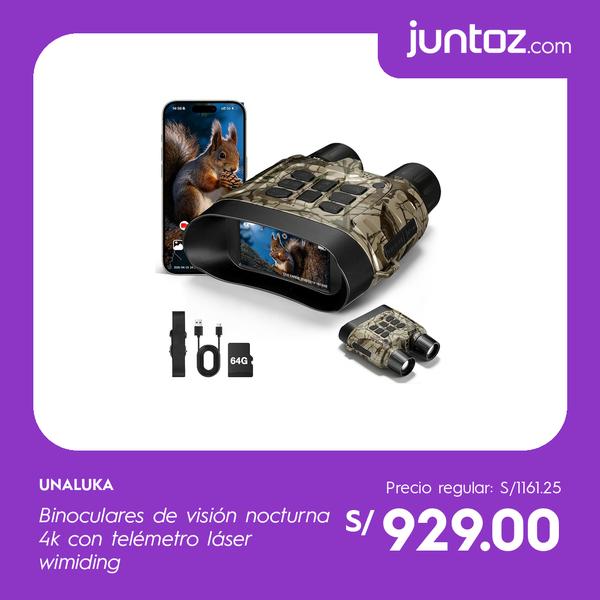 juntoz.com
64G
UNALUKA
Binoculares de visión nocturna
4k con telémetro láser
wimiding
Precio regular: S/1161.25
S/ 929.00